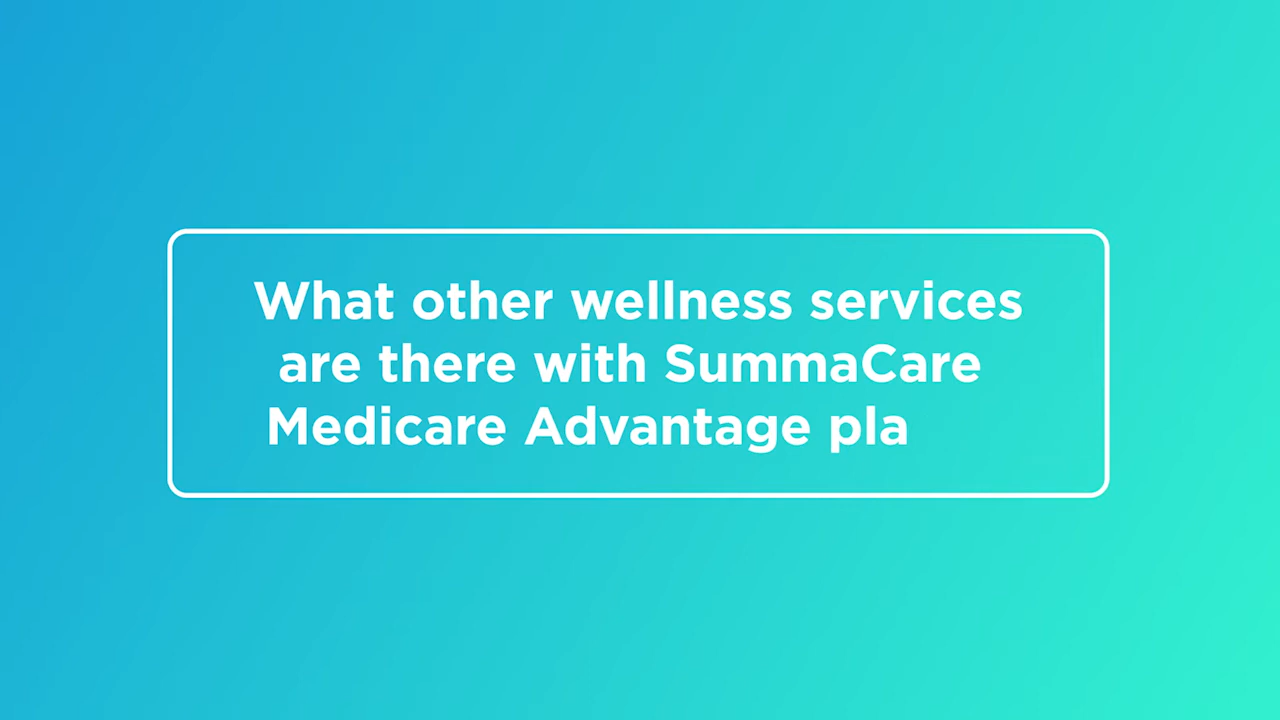 What other wellness services
are there with SummaCare
Medicare Advantage pla